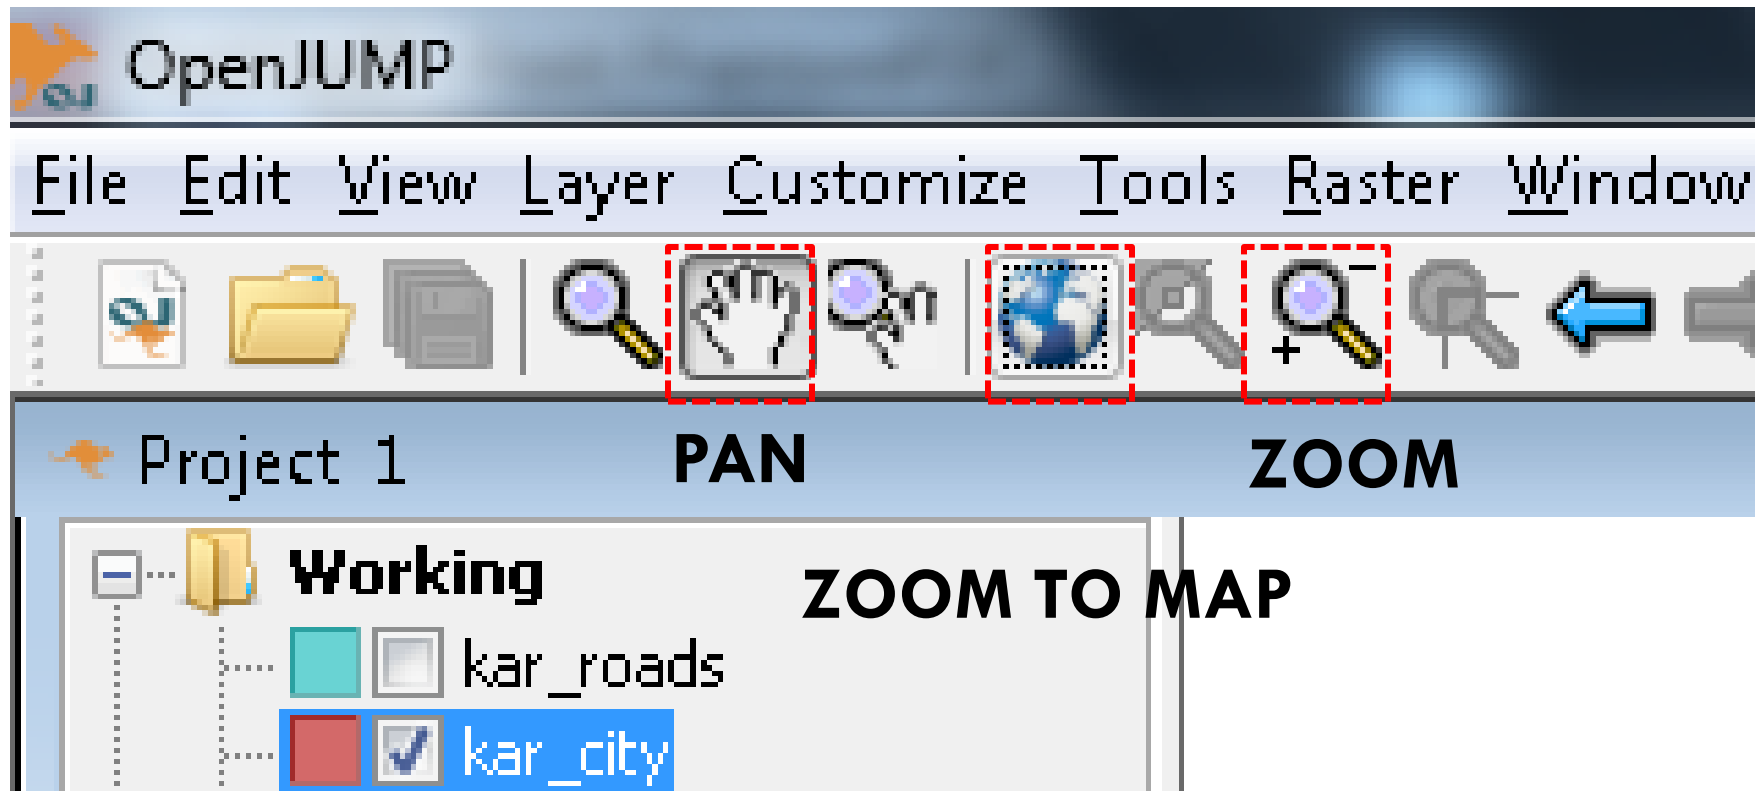 OpenJUMP
File Edit View Layer Customize Tools Raster Window
OJ
Project 1
PAN
ZOOM
Working
ZOOM TO MAP
kar_roads
kar_city